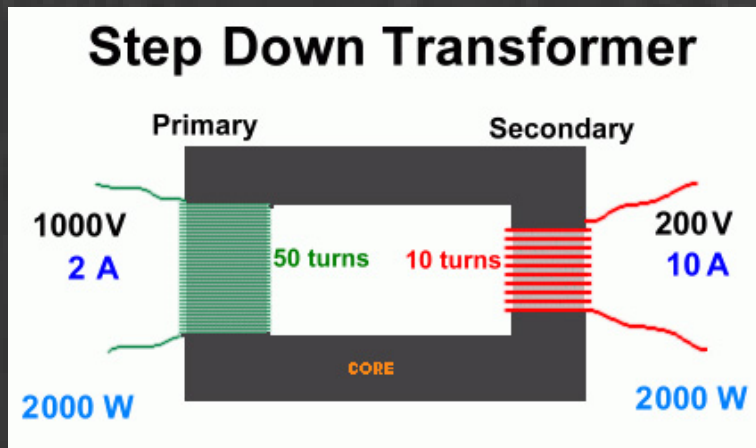 Step Down Transformer
Primary
Secondary
1000V
2 A
50 turns
10 turns
200V
10 A
CORE
2000 W
2000 W